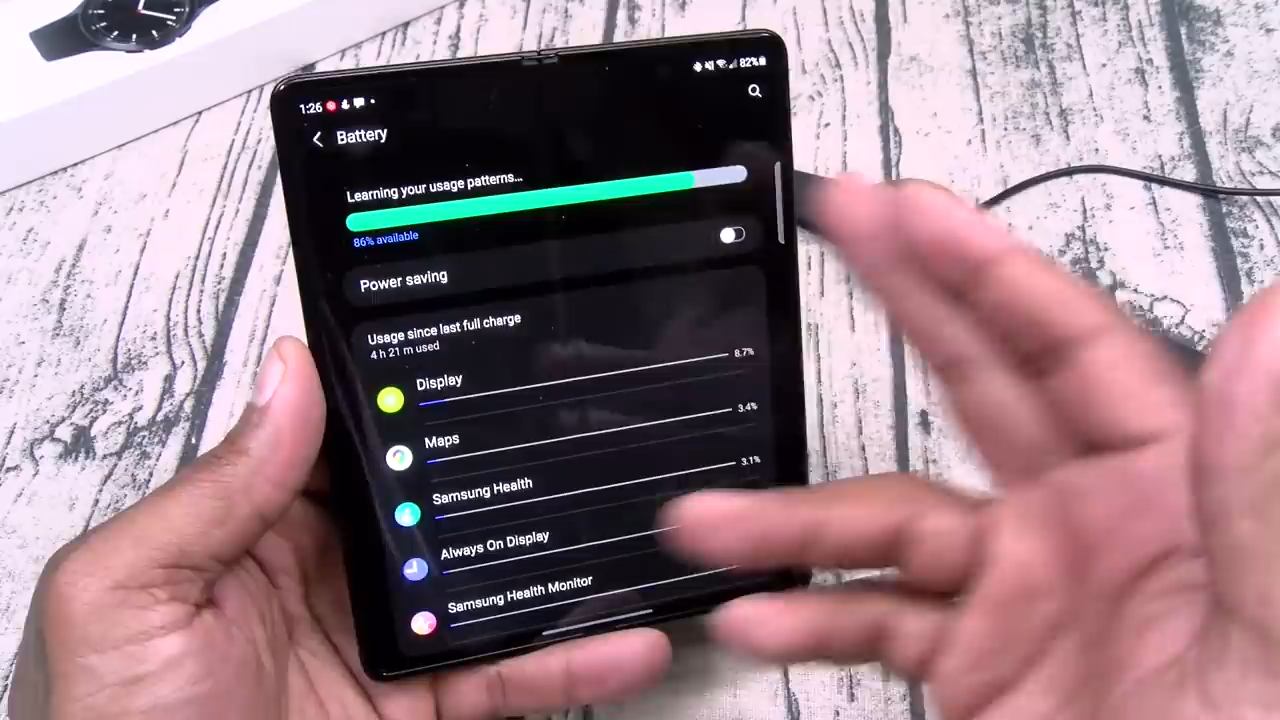 1:26
82%
Battery
Learning your usage patterns...
86% available
Power saving
Usage since last full charge
4 h 21 m used
Display
8.7%
Maps
3.4%
Samsung Health
3.1%
Always On Display
Samsung Health Monitor